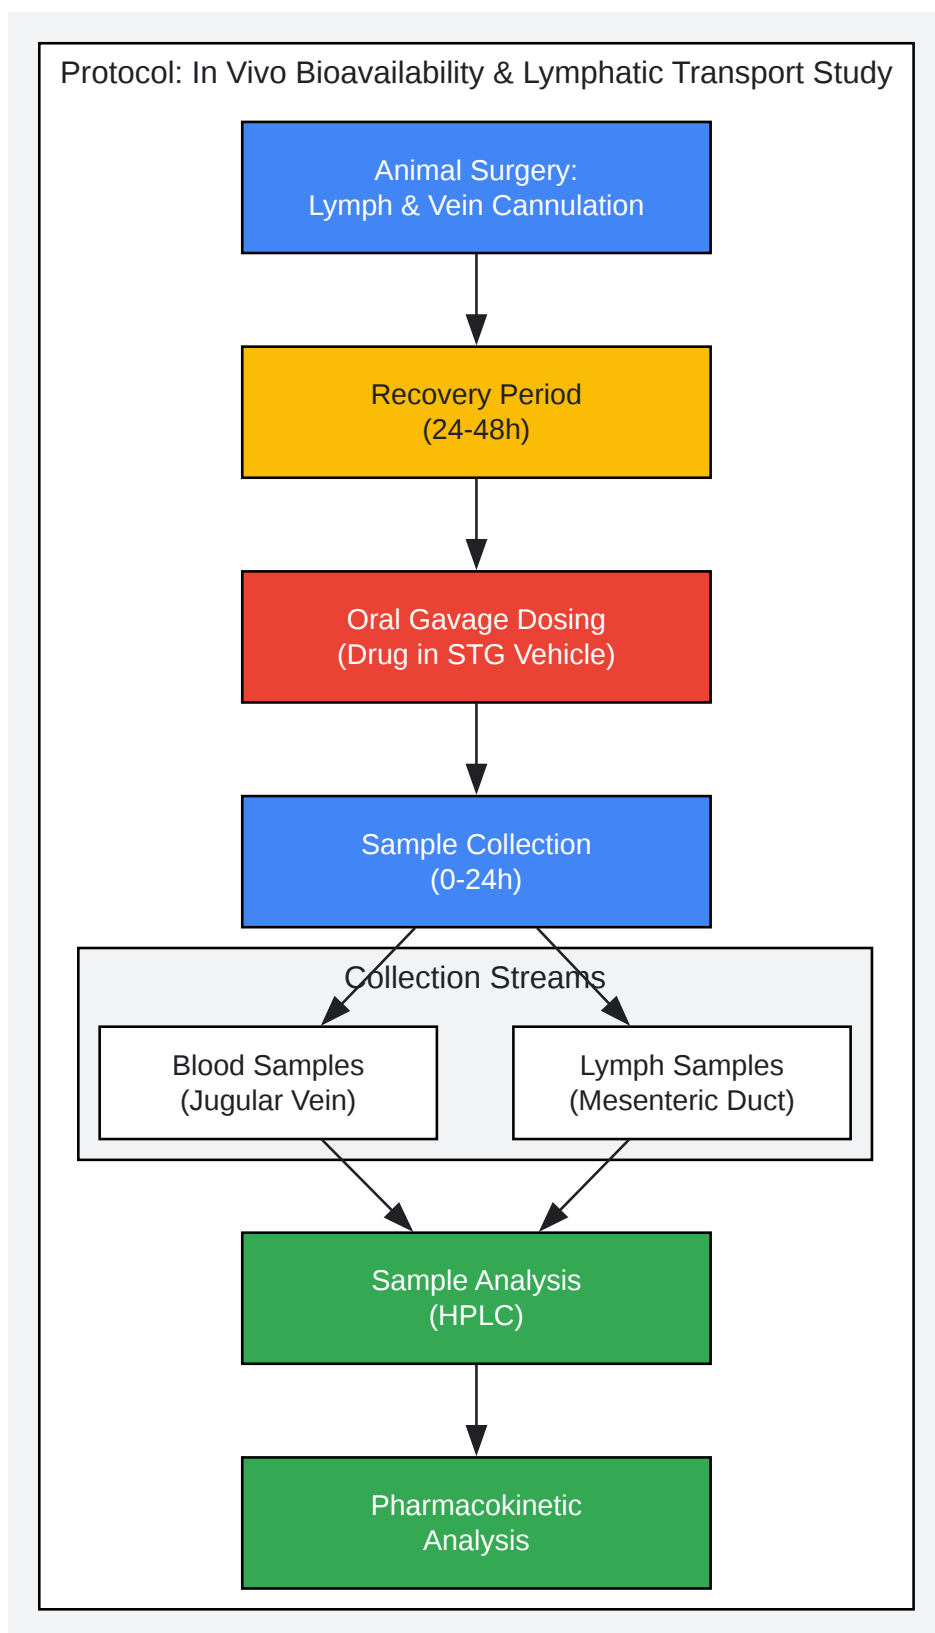 Protocol: In Vivo Bioavailability & Lymphatic Transport Study
Animal Surgery:
Lymph & Vein Cannulation
Recovery Period
(24-48h)
Oral Gavage Dosing
(Drug in STG Vehicle)
Sample Collection
(0-24h)
Collection Streams
Blood Samples
(Jugular Vein)
Lymph Samples
(Mesenteric Duct)
Sample Analysis
(HPLC)
Pharmacokinetic
Analysis